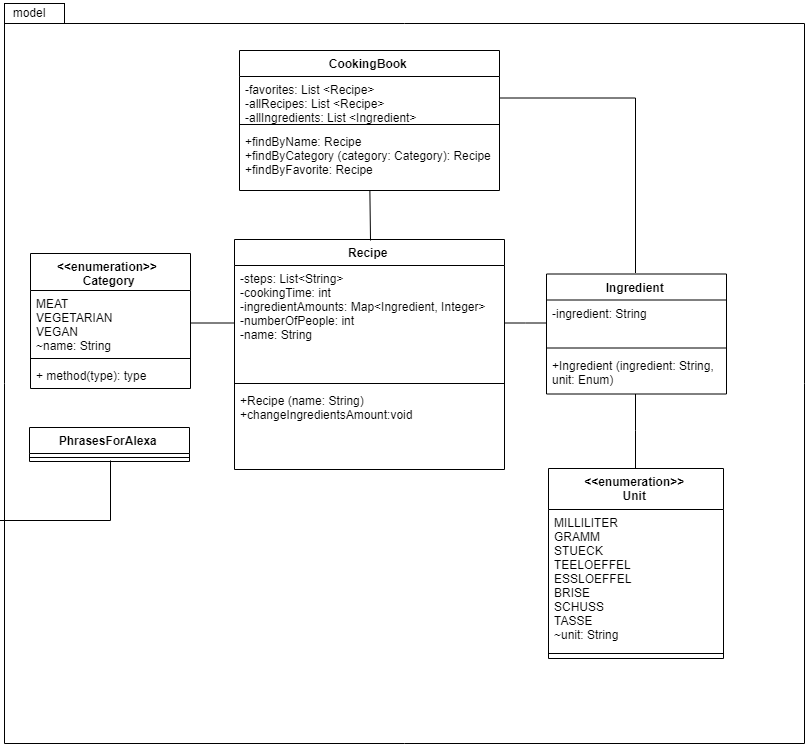 model
CookingBook
-favorites: List <Recipe>
-allRecipes: List <Recipe>
-allIngredients: List <Ingredient>
+findByName: Recipe
+findByCategory (category: Category): Recipe
+findByFavorite: Recipe
<<enumeration>>
Category
MEAT
VEGETARIAN
VEGAN
~name: String
+ method(type): type
Recipe
-steps: List<String>
-cookingTime: int
-ingredientAmounts: Map<Ingredient, Integer>
-numberOfPeople: int
-name: String
+Recipe (name: String)
+changeIngredientsAmount:void
Ingredient
-ingredient: String
+Ingredient (ingredient: String,
unit: Enum)
PhrasesForAlexa
<<enumeration>>
Unit
MILLILITER
GRAMM
STUECK
TEELOEFFEL
ESSLOEFFEL
BRISE
SCHUSS
TASSE
~unit: String